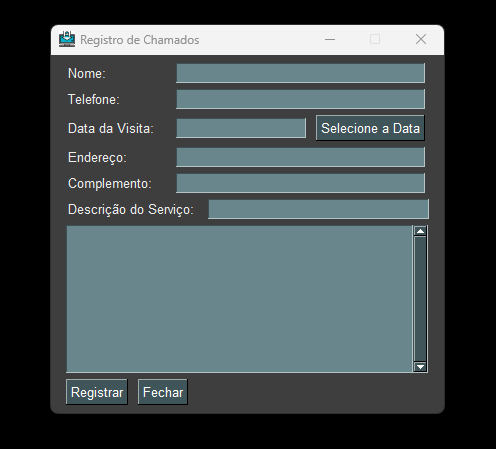 Registro de Chamados
Nome:
Telefone:
Data da Visita: Selecione a Data
Endereço:
Complemento:
Descrição do Serviço:
Registrar Fechar